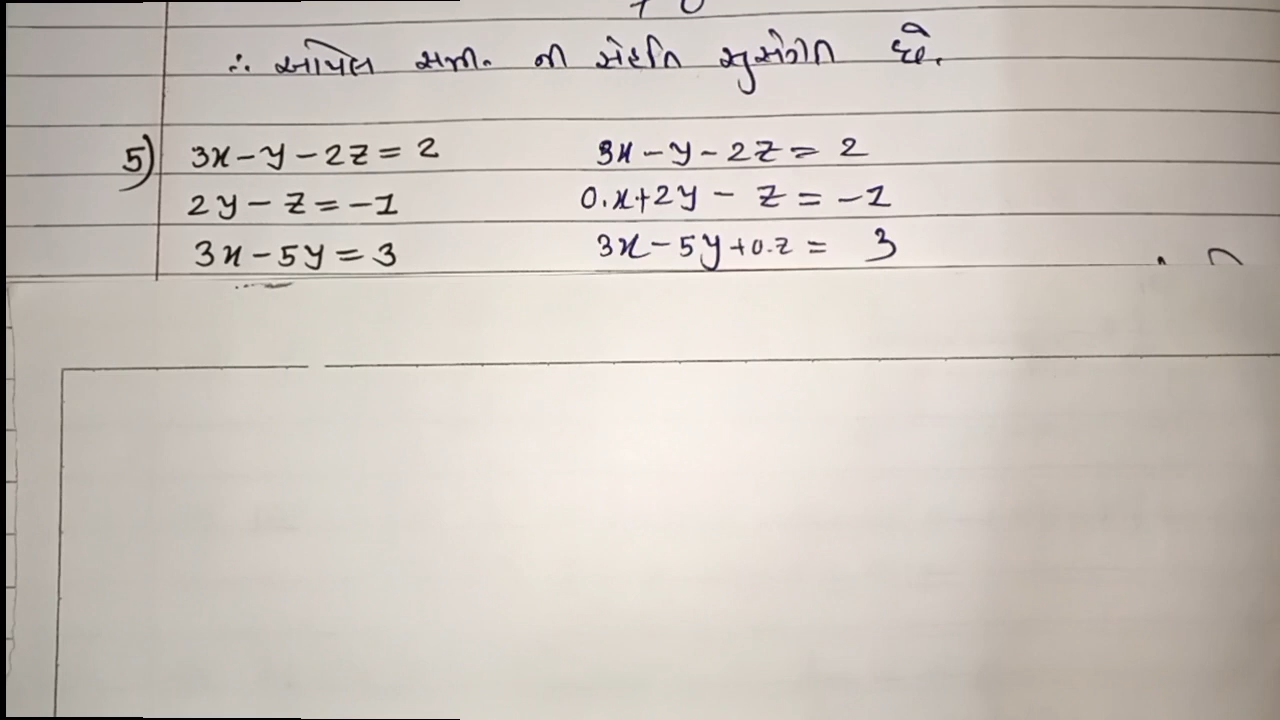 ∴ આપેલ સમી. ની સંહતિ સુસંગત છે.
5) 3x-y-2z=2 3x-y-2z=2
2y-z=-1 0.x+2y-z=-1
3x-5y=3 3x-5y+0.z=3